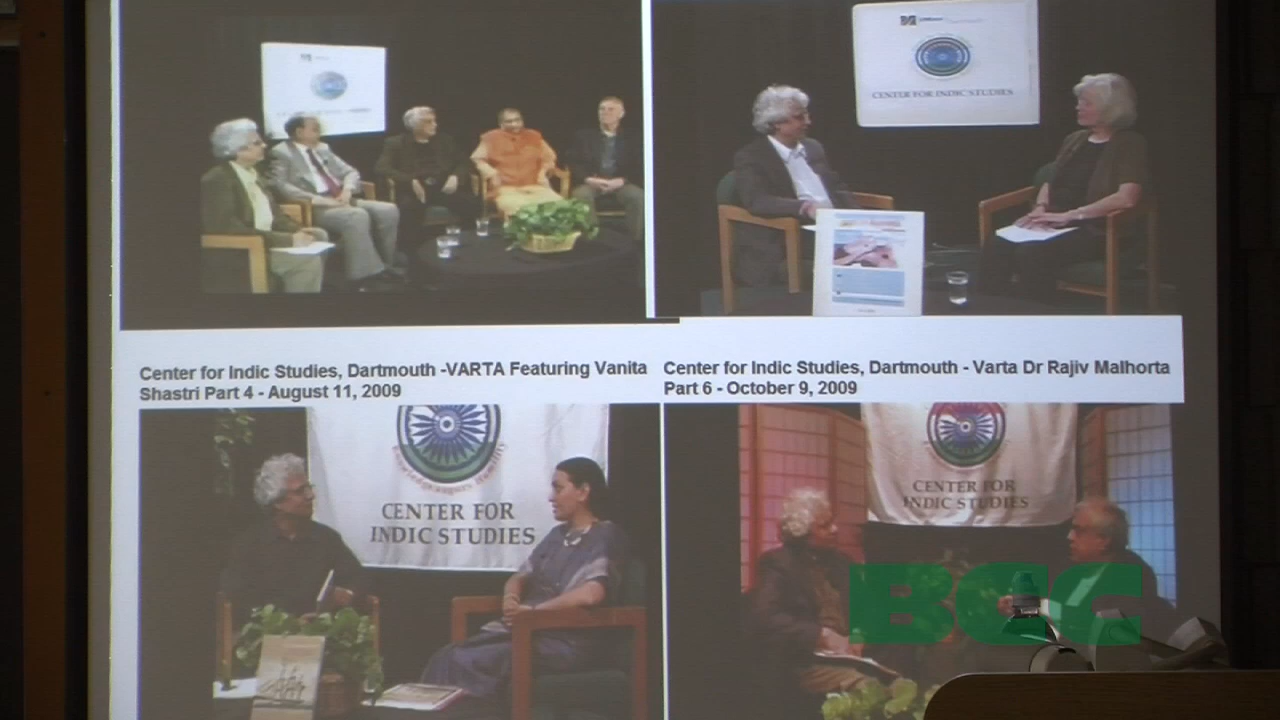 CENTER FOR INDIC STUDIES
Center for Indic Studies, Dartmouth -VARTA Featuring Vanita
Shastri Part 4 - August 11, 2009
Center for Indic Studies, Dartmouth - Varta Dr Rajiv Malhorta
Part 6 - October 9, 2009
CENTER FOR
INDIC STUDIES
CENTER FOR
INDIC STUDIES
BCC